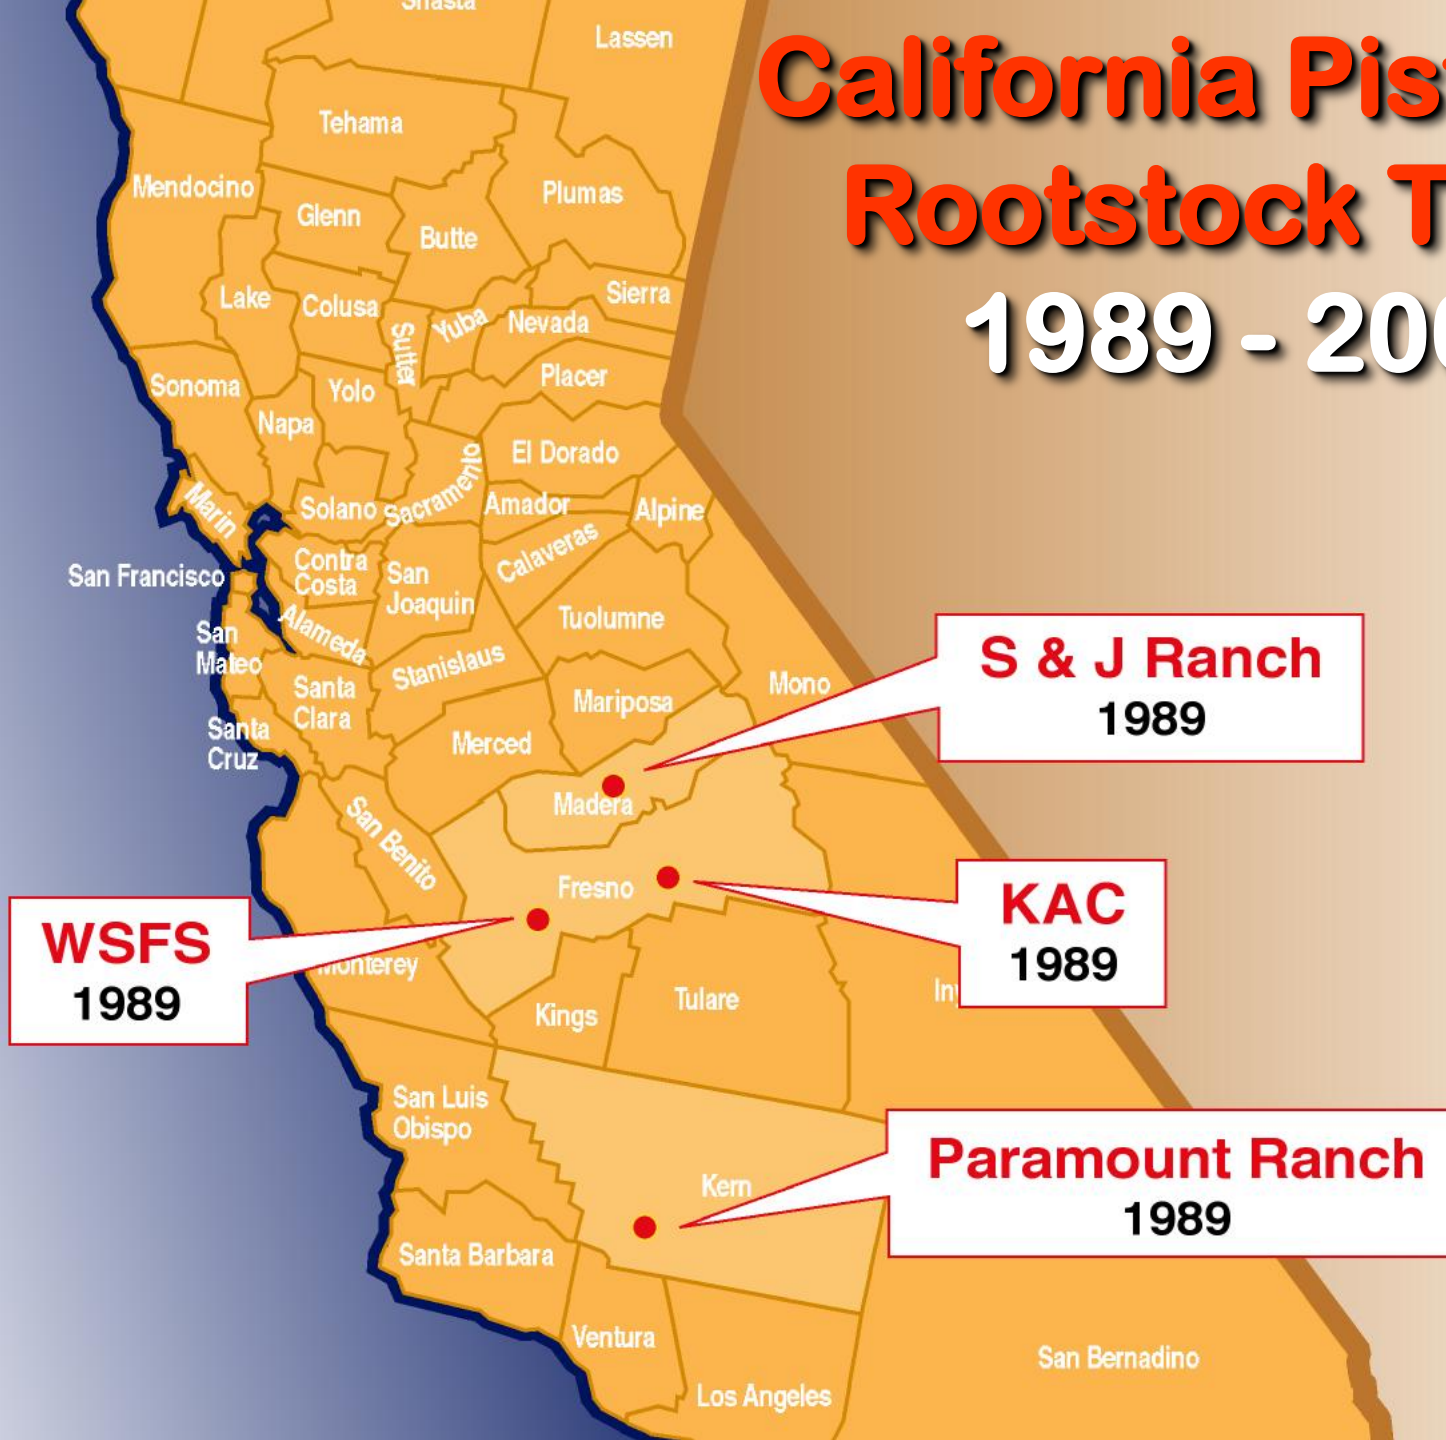 Shasta
Lassen
California
Rootstock
1989 -
Tehama
Mendocino
Plumas
Glenn
Butte
Lake
Colusa
Sutter
Yuba
Nevada
Sierra
Sonoma
Yolo
Placer
Napa
El Dorado
Marin
Solano
Sacramento
Amador
Alpine
Calaveras
San Francisco
Contra
Costa
San
Joaquin
Alameda
Tuolumne
San
Mateo
Stanislaus
S & J Ranch
1989
Mono
Santa
Clara
Mariposa
Santa
Cruz
Merced
Madera
San Benito
Fresno
KAC
1989
WSFS
1989
Monterey
Kings
Tulare
San Luis
Obispo
Paramount Ranch
1989
Kern
Santa Barbara
Ventura
San Bernadino
Los Angeles